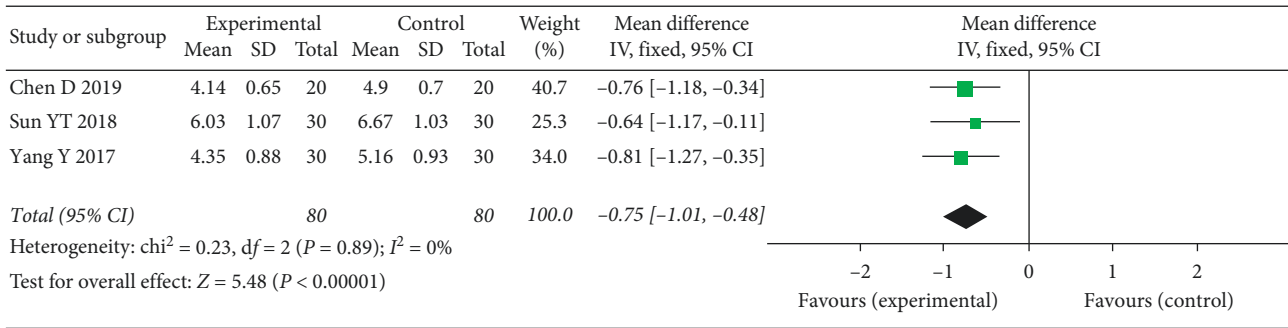 Study or subgroup Experimental Control Weight Mean difference Mean difference
Mean SD Total Mean SD Total (%) IV, fixed, 95% CI IV, fixed, 95% CI
Chen D 2019 4.14 0.65 20 4.9 0.7 20 40.7 –0.76 [–1.18, –0.34]
Sun YT 2018 6.03 1.07 30 6.67 1.03 30 25.3 –0.64 [–1.17, –0.11]
Yang Y 2017 4.35 0.88 30 5.16 0.93 30 34.0 –0.81 [–1.27, –0.35]
Total (95% CI) 80 80 100.0 –0.75 [–1.01, –0.48]
Heterogeneity: chi² = 0.23, df = 2 (P = 0.89); I² = 0%
Test for overall effect: Z = 5.48 (P < 0.00001)
–2 –1 0 1 2
Favours (experimental) Favours (control)